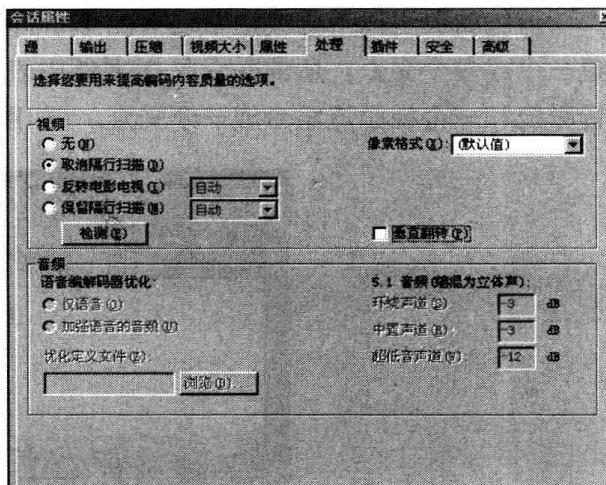 会话属性
源 输出 压缩 视频大小 属性 处理 插件 安全 高级
选择您要用来提高编码内容质量的选项。
视频
无(N)
像素格式(X): (默认值)
取消隔行扫描(D)
反转电影电视(T) 自动
保留隔行扫描(M) 自动
检测(E)
垂直翻转(F)
音频
语音编解码器优化:
5.1 音频(缩混为立体声):
仅语音(O)
环绕声道(S) -3 dB
加强语音的音频(U)
中置声道(R): -3 dB
优化定义文件(Z):
超低音声道(Y): -12 dB
浏览(B)...